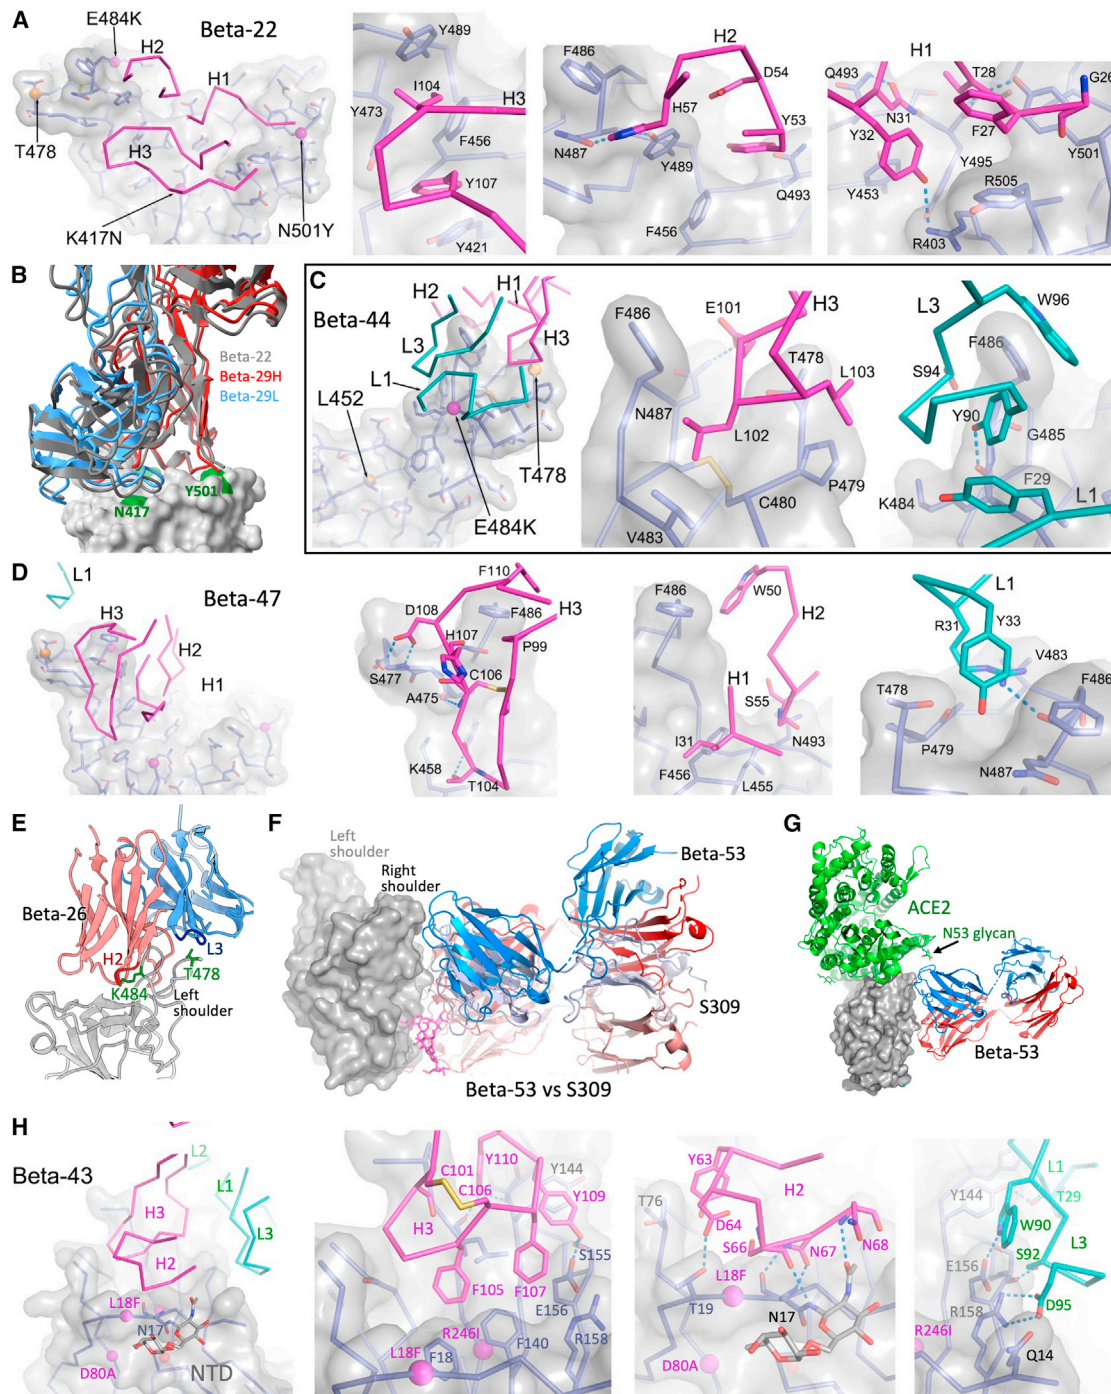 A
Beta-22
E484K
H2
H1
H3
T478
K417N
N501Y
Y489
I104
H3
Y473
F456
Y107
Y421
H2
F486
D54
H57
Y53
N487
Y489
Q493
F456
H1
Q493
T28
G26
N31
Y32
F27
Y501
Y495
Y453
R505
R403
B
Beta-22
Beta-29H
Beta-29L
Y501
N417
C
Beta-44
H2
H1
L3
H3
L1
L452
T478
E484K
F486
E101
H3
T478
L103
N487
L102
P479
C480
V483
L3
W96
F486
S94
Y90
G485
F29
K484
L1
D
Beta-47
L1
H3
H2
H1
F110
D108
F486
H3
H107
P99
S477
C106
A475
K458
T104
F486
W50
H2
H1
S55
I31
N493
F456
L455
L1
R31
Y33
V483
F486
T478
P479
N487
E
Beta-26
H2
L3
T478
K484
Left
shoulder
F
Left
shoulder
Right
shoulder
Beta-53
S309
Beta-53 vs S309
G
ACE2
N53 glycan
Beta-53
H
Beta-43
L2
L1
H3
L3
H2
L18F
N17
D80A
NTD
C101
Y110
C106
Y144
Y109
H3
S155
F105
F107
E156
R246I
R158
L18F
F18
F140
Y63
H2
T76
D64
S66
N67
N68
L18F
T19
N17
D80A
L1
Y144
T29
W90
S92
L3
E156
R158
D95
R246I
Q14